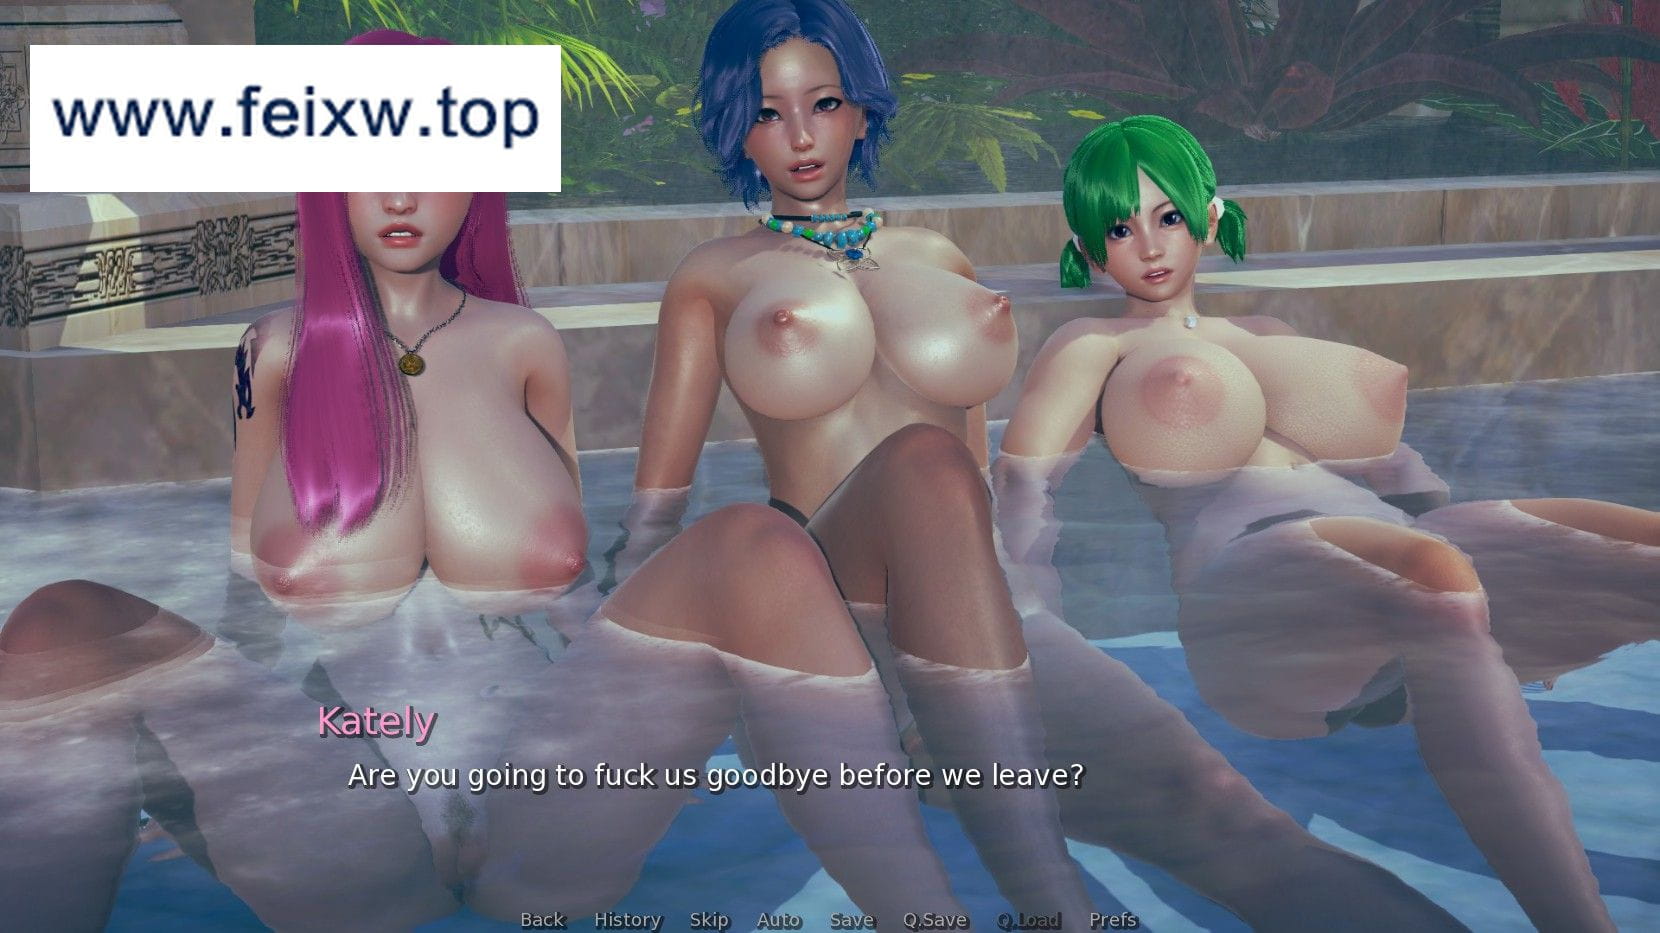 www.feixw.top
Kately
Are you going to fuck us goodbye before we leave?
Back History Skip Auto Save Q.Save Q.Load Prefs